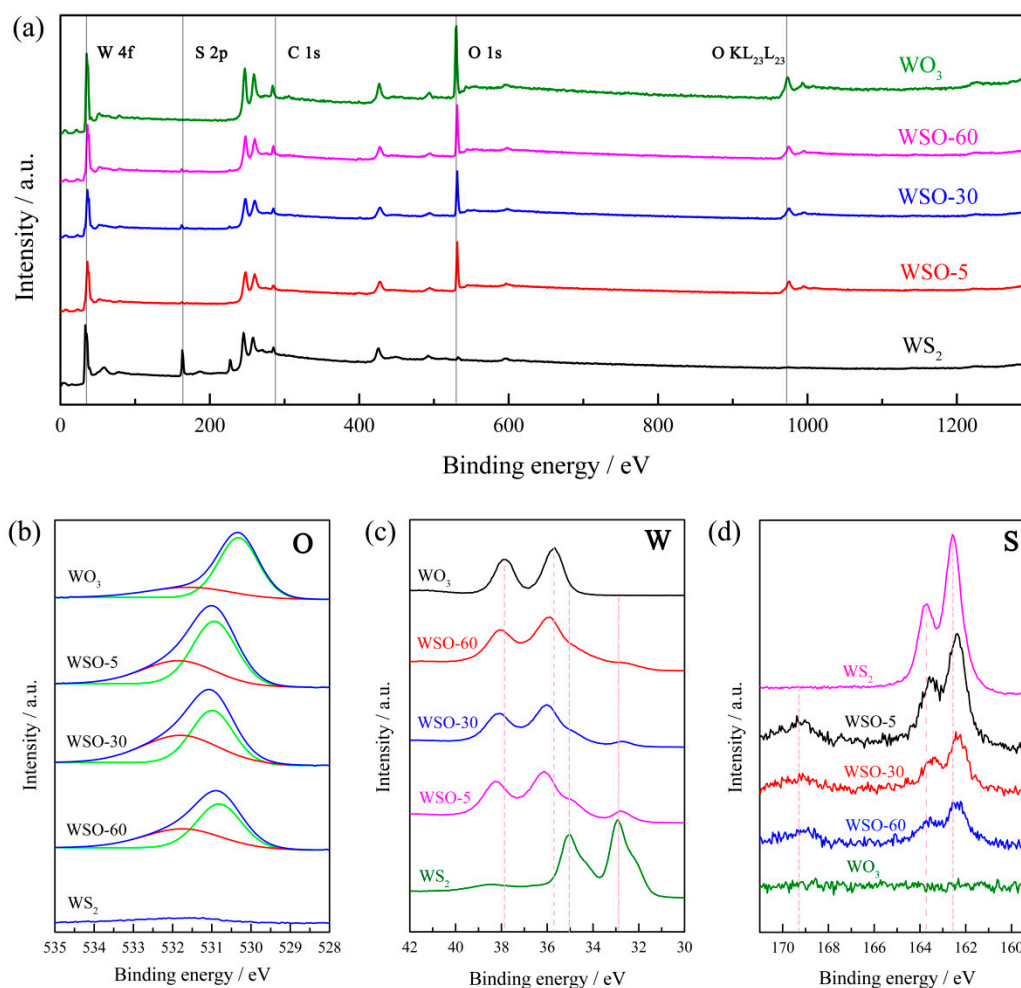 (a)
W 4f
S 2p
C 1s
O 1s
O KL₂₃L₂₃
WO₃
WSO-60
WSO-30
WSO-5
WS₂
Intensity / a.u.
0 200 400 600 800 1000 1200
Binding energy / eV
(b)
O
WO₃
WSO-5
WSO-30
WSO-60
WS₂
Intensity / a.u.
535 534 533 532 531 530 529 528
Binding energy / eV
(c)
W
WO₃
WSO-60
WSO-30
WSO-5
WS₂
Intensity / a.u.
42 40 38 36 34 32 30
Binding energy / eV
(d)
S
WS₂
WSO-5
WSO-30
WSO-60
WO₃
Intensity / a.u.
170 168 166 164 162 160
Binding energy / eV